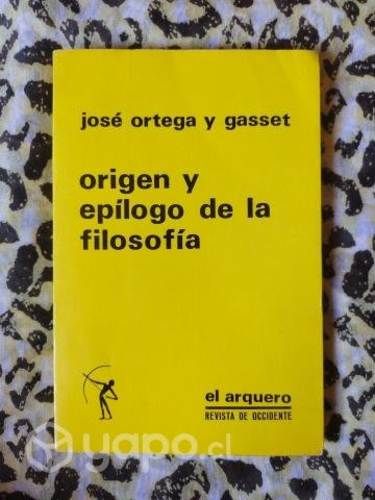 josé ortega y gasset
origen y
epílogo de la
filosofía
el arquero
REVISTA DE OCCIDENTE
yapo.cl